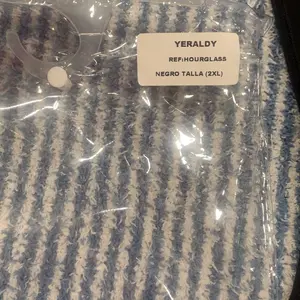 YERALDY
REF:HOURGLASS
NEGRO TALLA (2XL)